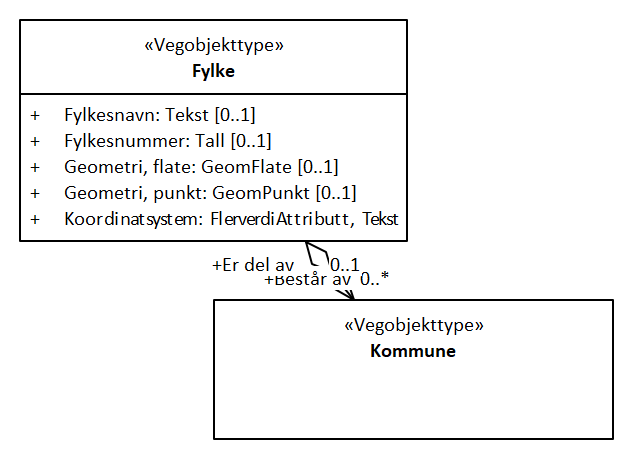 «Vegobjekttype»
Fylke
+ Fylkesnavn: Tekst [0..1]
+ Fylkesnummer: Tall [0..1]
+ Geometri, flate: GeomFlate [0..1]
+ Geometri, punkt: GeomPunkt [0..1]
+ Koordinatsystem: FlerverdiAttributt, Tekst
+Er del av 0..1
+Består av 0..*
«Vegobjekttype»
Kommune